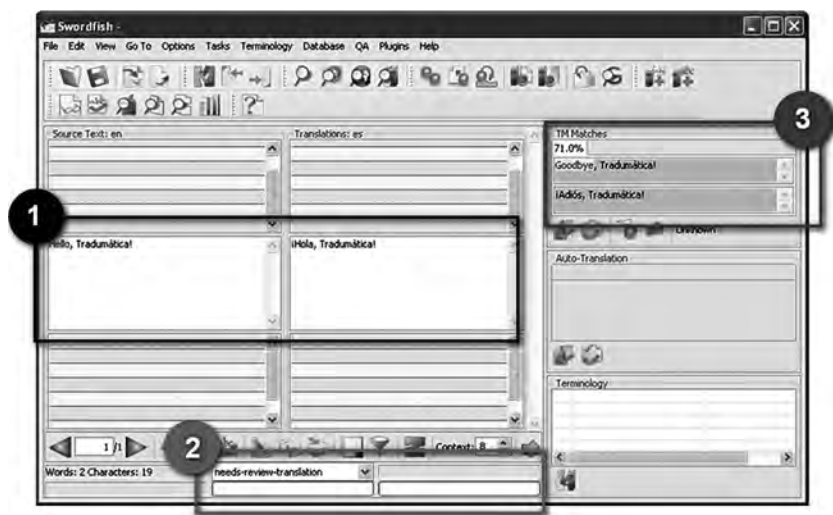 Swordfish -
File Edit View Go To Options Tasks Terminology Database QA Plugins Help
Source Text: en
Translations: es
TM Matches
3
71.0%
Goodbye, Tradumàtica!
¡Adiós, Tradumàtica!
1
Hello, Tradumàtica!
¡Hola, Tradumàtica!
Unknown
Auto-Translation
Terminology
1 /1
2
Context: 8
Words: 2 Characters: 19
needs-review-translation